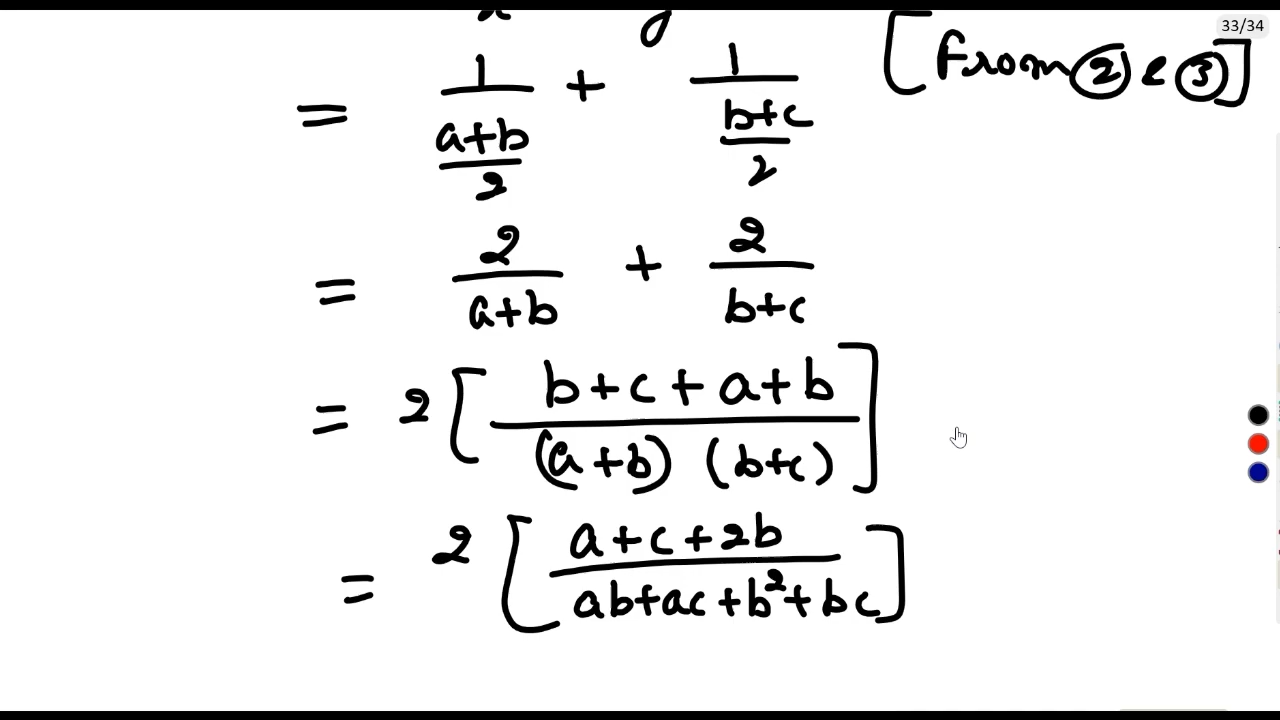 33/34
[From ② & ③]
= 1/((a+b)/2) + 1/((b+c)/2)
= 2/(a+b) + 2/(b+c)
= 2 [ (b+c+a+b)/((a+b)(b+c)) ]
= 2 [ (a+c+2b)/(ab+ac+b²+bc) ]